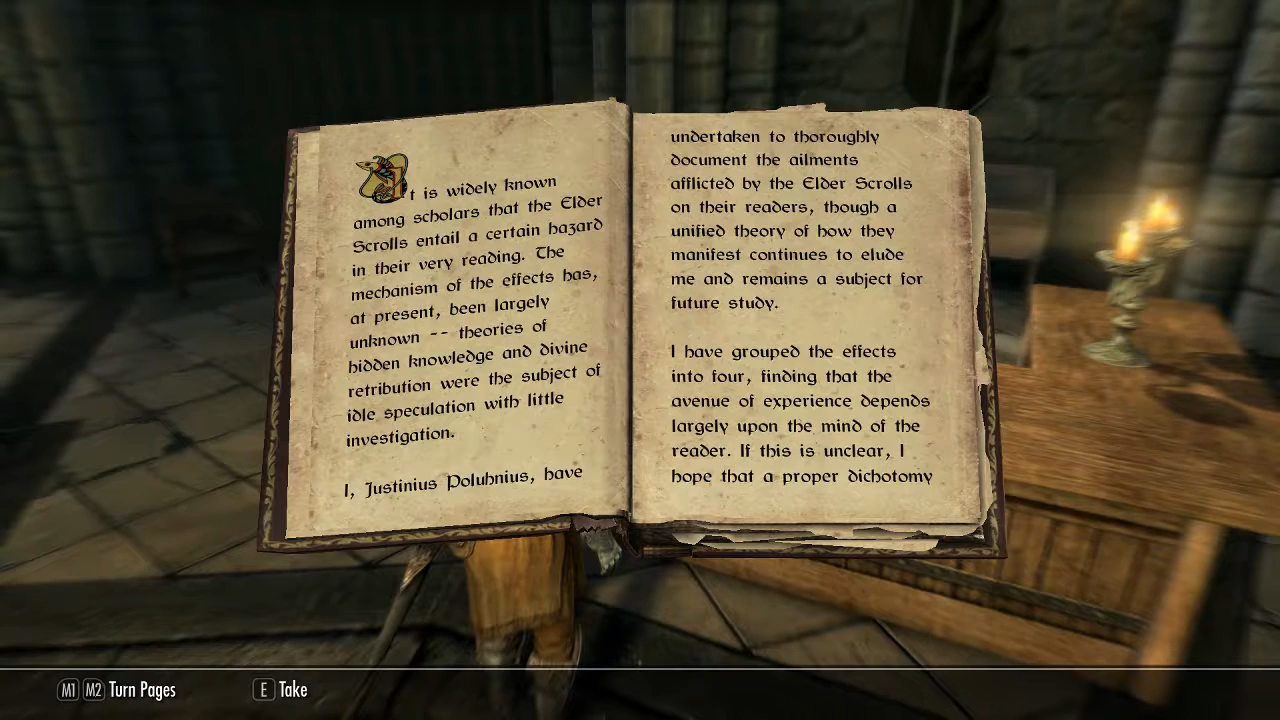 It is widely known
among scholars that the Elder
Scrolls entail a certain hazard
in their very reading. The
mechanism of the effects has,
at present, been largely
unknown -- theories of
hidden knowledge and divine
retribution were the subject of
idle speculation with little
investigation.
I, Justinius Poluhnius, have
undertaken to thoroughly
document the ailments
afflicted by the Elder Scrolls
on their readers, though a
unified theory of how they
manifest continues to elude
me and remains a subject for
future study.
I have grouped the effects
into four, finding that the
avenue of experience depends
largely upon the mind of the
reader. If this is unclear, I
hope that a proper dichotomy
M1 M2 Turn Pages
E Take